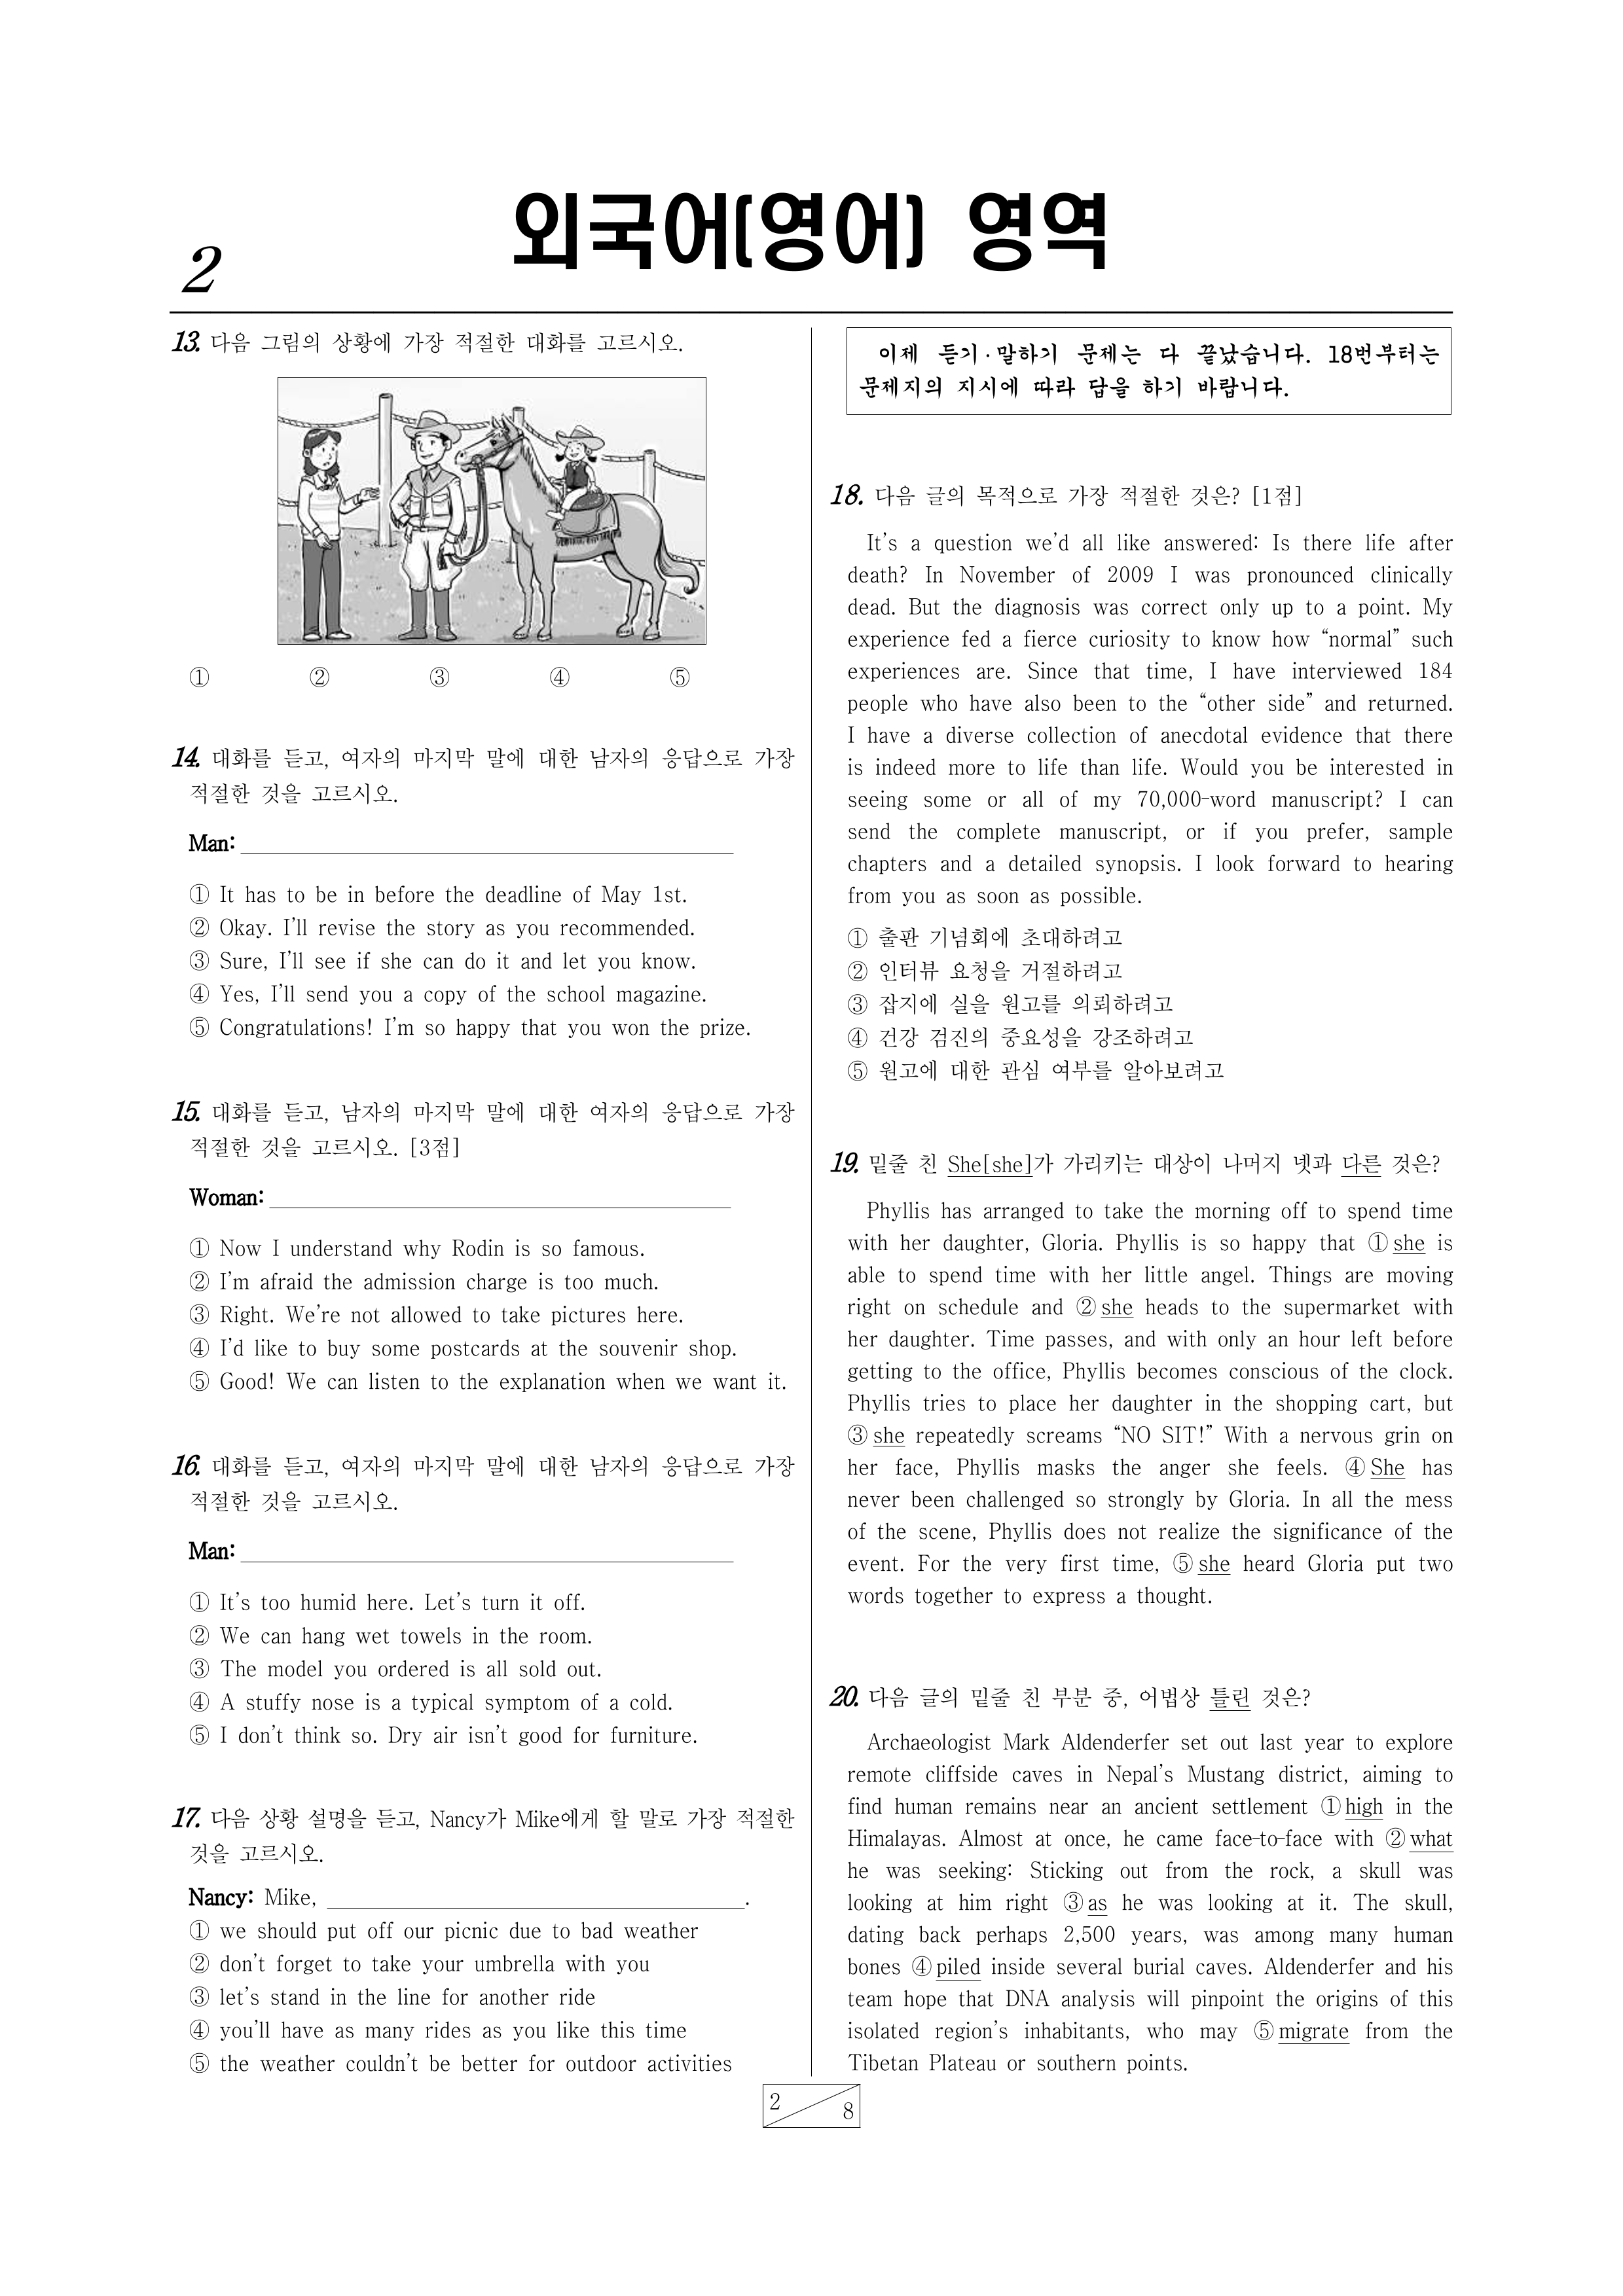 2
외국어(영어) 영역
13. 다음 그림의 상황에 가장 적절한 대화를 고르시오.
① ② ③ ④ ⑤
14. 대화를 듣고, 여자의 마지막 말에 대한 남자의 응답으로 가장
적절한 것을 고르시오.
Man:
① It has to be in before the deadline of May 1st.
② Okay. I'll revise the story as you recommended.
③ Sure, I'll see if she can do it and let you know.
④ Yes, I'll send you a copy of the school magazine.
⑤ Congratulations! I'm so happy that you won the prize.
15. 대화를 듣고, 남자의 마지막 말에 대한 여자의 응답으로 가장
적절한 것을 고르시오. [3점]
Woman:
① Now I understand why Rodin is so famous.
② I'm afraid the admission charge is too much.
③ Right. We're not allowed to take pictures here.
④ I'd like to buy some postcards at the souvenir shop.
⑤ Good! We can listen to the explanation when we want it.
16. 대화를 듣고, 여자의 마지막 말에 대한 남자의 응답으로 가장
적절한 것을 고르시오.
Man:
① It's too humid here. Let's turn it off.
② We can hang wet towels in the room.
③ The model you ordered is all sold out.
④ A stuffy nose is a typical symptom of a cold.
⑤ I don't think so. Dry air isn't good for furniture.
17. 다음 상황 설명을 듣고, Nancy가 Mike에게 할 말로 가장 적절한
것을 고르시오.
Nancy: Mike, .
① we should put off our picnic due to bad weather
② don't forget to take your umbrella with you
③ let's stand in the line for another ride
④ you'll have as many rides as you like this time
⑤ the weather couldn't be better for outdoor activities
이제 듣기·말하기 문제는 다 끝났습니다. 18번부터는
문제지의 지시에 따라 답을 하기 바랍니다.
18. 다음 글의 목적으로 가장 적절한 것은? [1점]
It's a question we'd all like answered: Is there life after
death? In November of 2009 I was pronounced clinically
dead. But the diagnosis was correct only up to a point. My
experience fed a fierce curiosity to know how “normal” such
experiences are. Since that time, I have interviewed 184
people who have also been to the “other side” and returned.
I have a diverse collection of anecdotal evidence that there
is indeed more to life than life. Would you be interested in
seeing some or all of my 70,000-word manuscript? I can
send the complete manuscript, or if you prefer, sample
chapters and a detailed synopsis. I look forward to hearing
from you as soon as possible.
① 출판 기념회에 초대하려고
② 인터뷰 요청을 거절하려고
③ 잡지에 실을 원고를 의뢰하려고
④ 건강 검진의 중요성을 강조하려고
⑤ 원고에 대한 관심 여부를 알아보려고
19. 밑줄 친 She[she]가 가리키는 대상이 나머지 넷과 다른 것은?
Phyllis has arranged to take the morning off to spend time
with her daughter, Gloria. Phyllis is so happy that ① she is
able to spend time with her little angel. Things are moving
right on schedule and ② she heads to the supermarket with
her daughter. Time passes, and with only an hour left before
getting to the office, Phyllis becomes conscious of the clock.
Phyllis tries to place her daughter in the shopping cart, but
③ she repeatedly screams “NO SIT!” With a nervous grin on
her face, Phyllis masks the anger she feels. ④ She has
never been challenged so strongly by Gloria. In all the mess
of the scene, Phyllis does not realize the significance of the
event. For the very first time, ⑤ she heard Gloria put two
words together to express a thought.
20. 다음 글의 밑줄 친 부분 중, 어법상 틀린 것은?
Archaeologist Mark Aldenderfer set out last year to explore
remote cliffside caves in Nepal's Mustang district, aiming to
find human remains near an ancient settlement ① high in the
Himalayas. Almost at once, he came face-to-face with ② what
he was seeking: Sticking out from the rock, a skull was
looking at him right ③ as he was looking at it. The skull,
dating back perhaps 2,500 years, was among many human
bones ④ piled inside several burial caves. Aldenderfer and his
team hope that DNA analysis will pinpoint the origins of this
isolated region's inhabitants, who may ⑤ migrate from the
Tibetan Plateau or southern points.
2
8